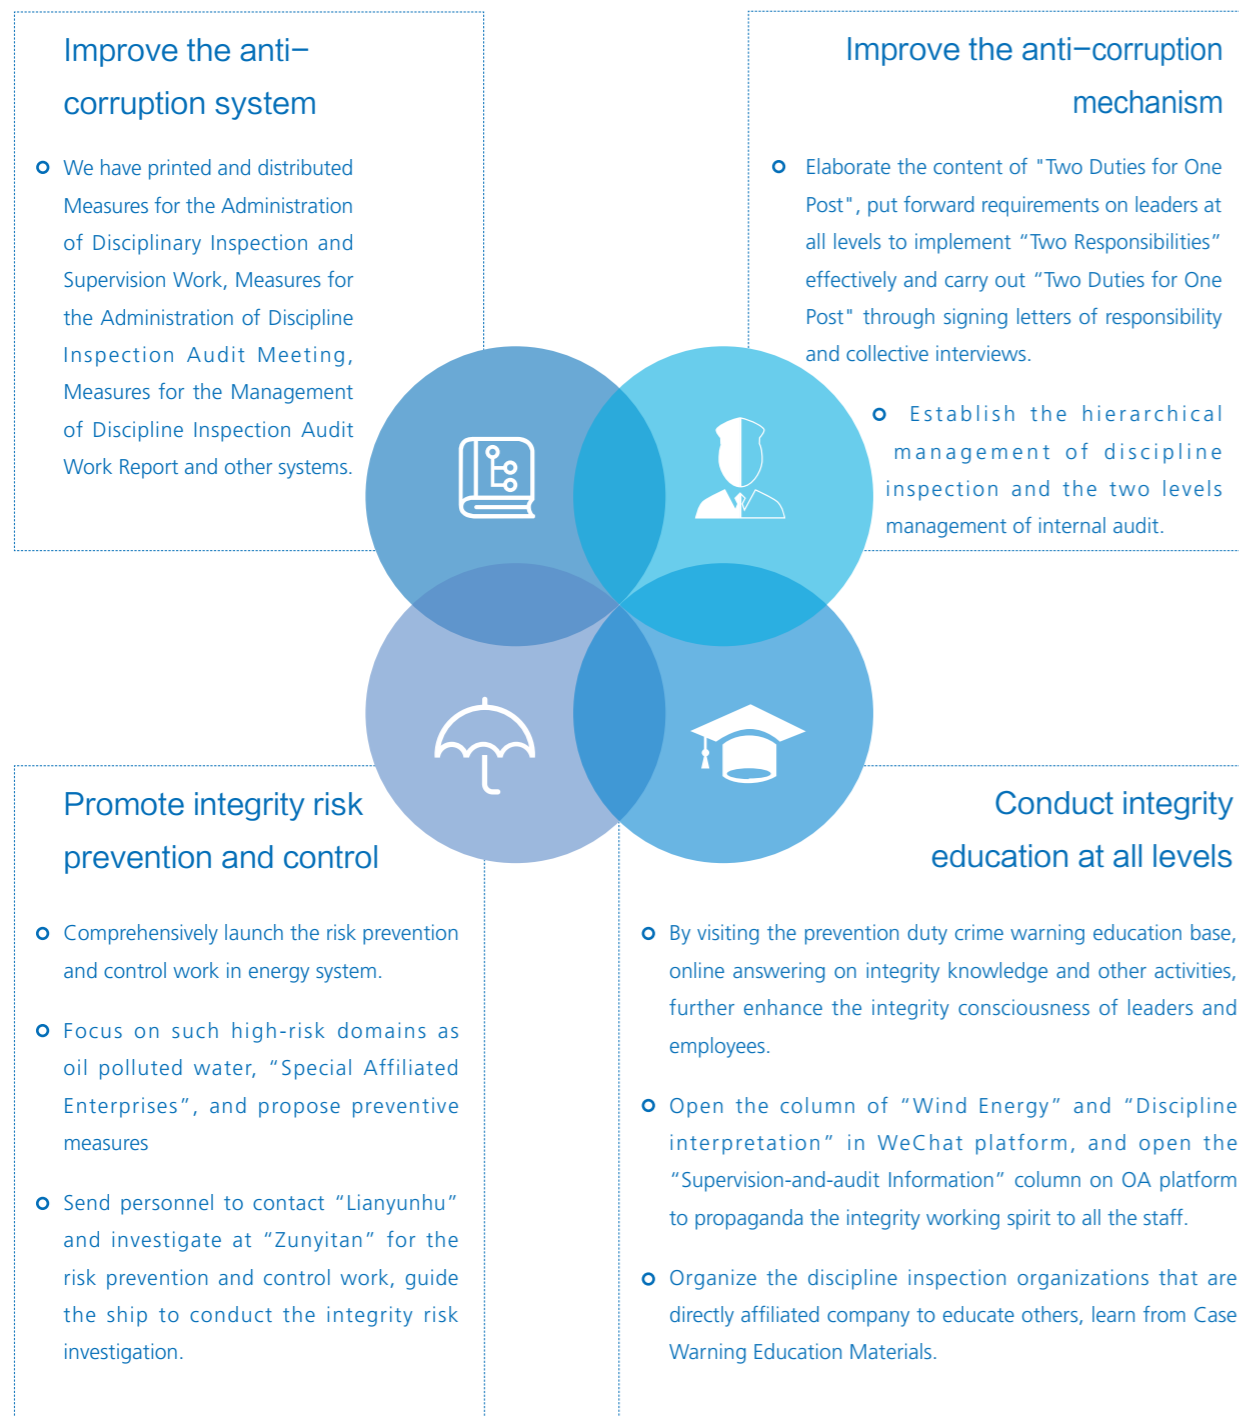 Improve the anti-
corruption system
We have printed and distributed
Measures for the Administration
of Disciplinary Inspection and
Supervision Work, Measures for
the Administration of Discipline
Inspection Audit Meeting,
Measures for the Management
of Discipline Inspection Audit
Work Report and other systems.
Improve the anti-corruption
mechanism
Elaborate the content of "Two Duties for One
Post", put forward requirements on leaders at
all levels to implement “Two Responsibilities”
effectively and carry out “Two Duties for One
Post" through signing letters of responsibility
and collective interviews.
Establish the hierarchical
management of discipline
inspection and the two levels
management of internal audit.
Promote integrity risk
prevention and control
Comprehensively launch the risk prevention
and control work in energy system.
Focus on such high-risk domains as
oil polluted water, “Special Affiliated
Enterprises”, and propose preventive
measures
Send personnel to contact “Lianyunhu”
and investigate at “Zunyitan” for the
risk prevention and control work, guide
the ship to conduct the integrity risk
investigation.
Conduct integrity
education at all levels
By visiting the prevention duty crime warning education base,
online answering on integrity knowledge and other activities,
further enhance the integrity consciousness of leaders and
employees.
Open the column of “Wind Energy” and “Discipline
interpretation” in WeChat platform, and open the
“Supervision-and-audit Information” column on OA platform
to propaganda the integrity working spirit to all the staff.
Organize the discipline inspection organizations that are
directly affiliated company to educate others, learn from Case
Warning Education Materials.